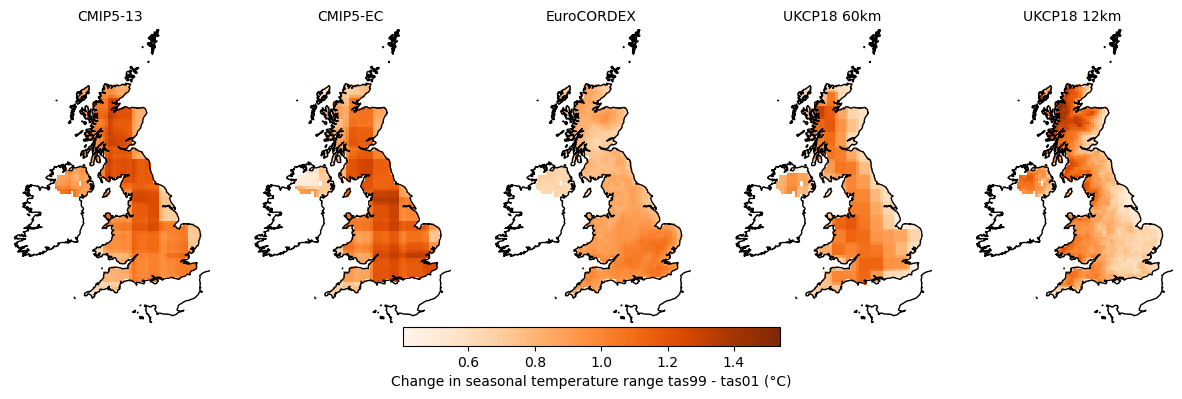 CMIP5-13
CMIP5-EC
EuroCORDEX
UKCP18 60km
UKCP18 12km
0.6
0.8
1.0
1.2
1.4
Change in seasonal temperature range tas99 - tas01 (°C)